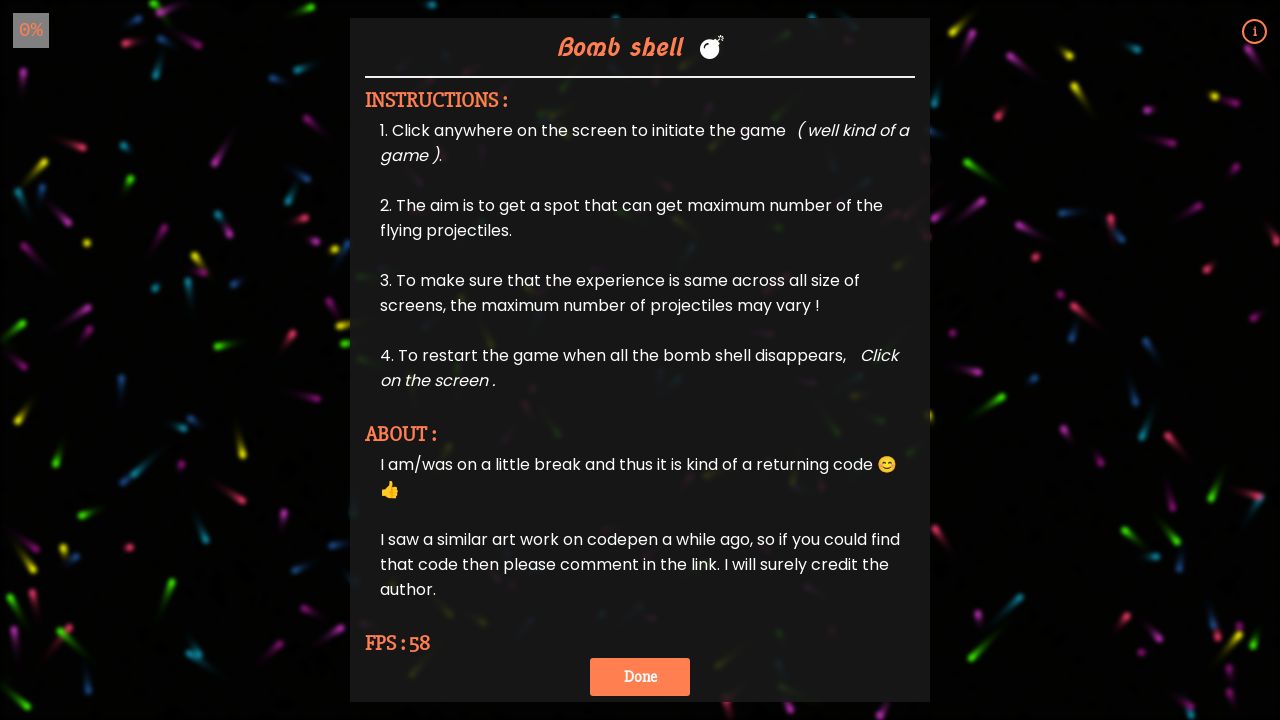 0%
i
Bomb shell 💣
INSTRUCTIONS :
1. Click anywhere on the screen to initiate the game ( well kind of a
game ).
2. The aim is to get a spot that can get maximum number of the
flying projectiles.
3. To make sure that the experience is same across all size of
screens, the maximum number of projectiles may vary !
4. To restart the game when all the bomb shell disappears, Click
on the screen .
ABOUT :
I am/was on a little break and thus it is kind of a returning code 😊
👍
I saw a similar art work on codepen a while ago, so if you could find
that code then please comment in the link. I will surely credit the
author.
FPS : 58
Done